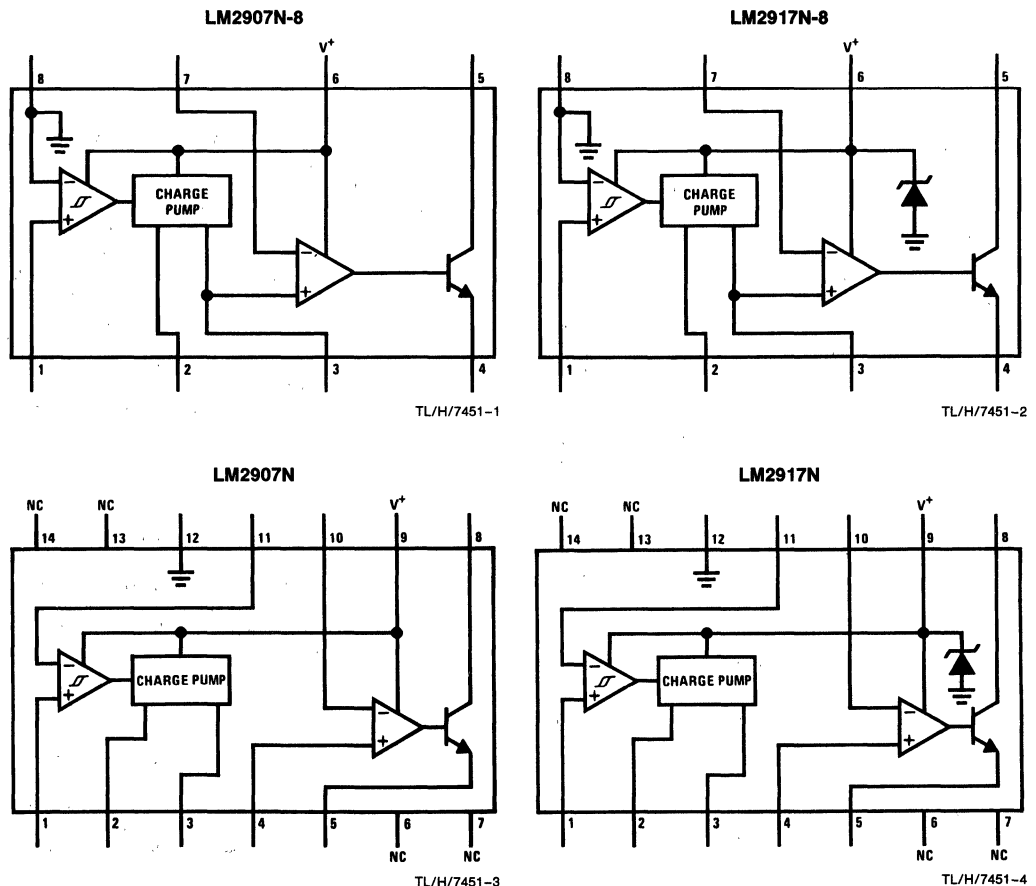 LM2907N-8
V+
8 7 6 5
−
+
CHARGE
PUMP
−
+
1 2 3 4
TL/H/7451–1
LM2917N-8
V+
8 7 6 5
−
+
CHARGE
PUMP
−
+
1 2 3 4
TL/H/7451–2
LM2907N
NC NC V+
14 13 12 11 10 9 8
−
+
CHARGE PUMP
−
+
1 2 3 4 5 6 7
NC NC
TL/H/7451–3
LM2917N
NC NC V+
14 13 12 11 10 9 8
−
+
CHARGE PUMP
−
+
1 2 3 4 5 6 7
NC NC
TL/H/7451–4